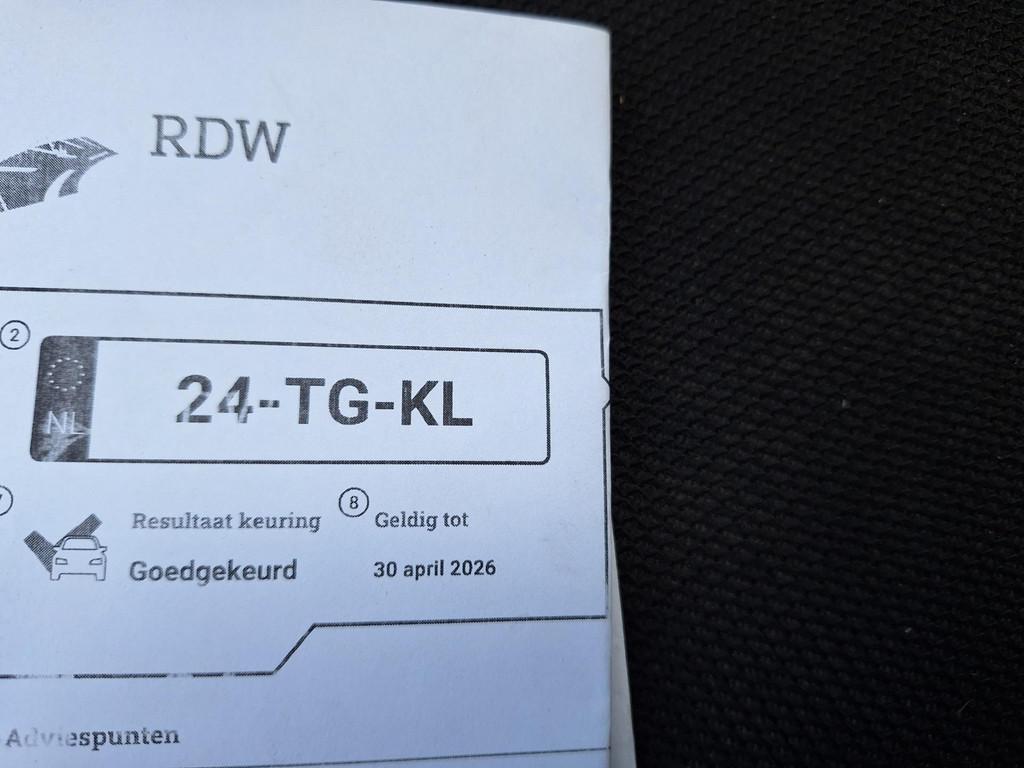 RDW
2
NL
24-TG-KL
8
Resultaat keuring
Geldig tot
Goedgekeurd
30 april 2026
Adviespunten